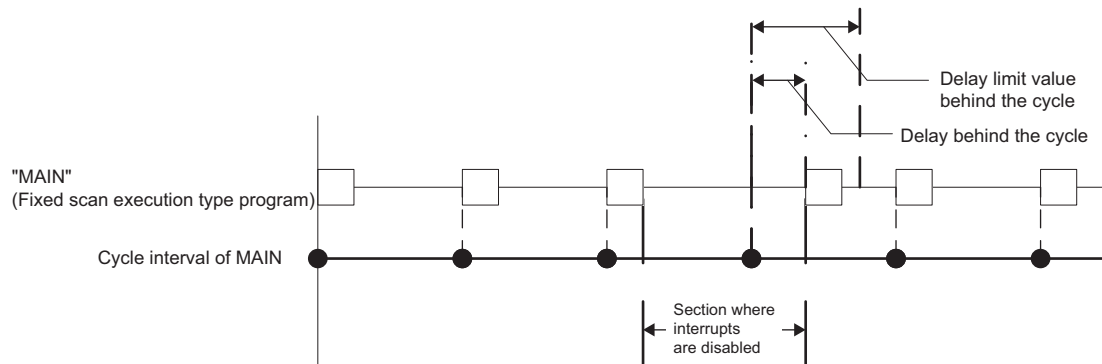 Delay limit value
behind the cycle
Delay behind the cycle
"MAIN"
(Fixed scan execution type program)
Cycle interval of MAIN
Section where
interrupts
are disabled